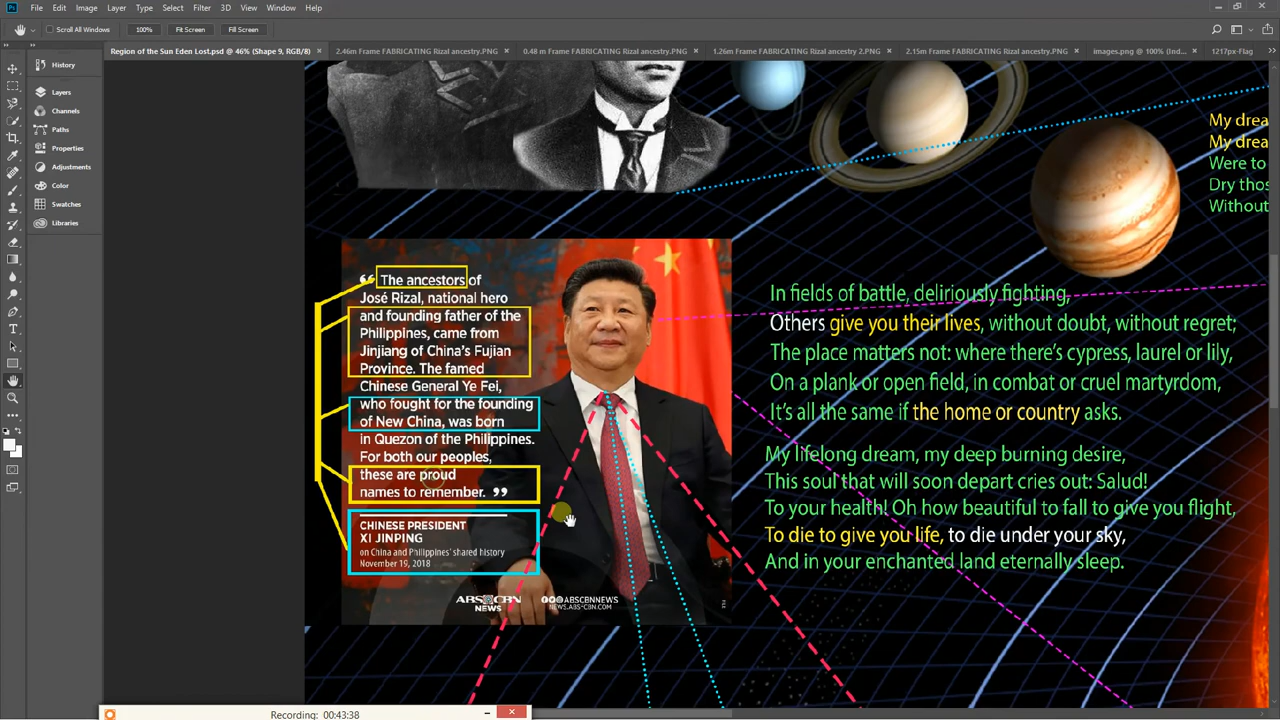 Ps File Edit Image Layer Type Select Filter 3D View Window Help
Scroll All Windows 100% Fit Screen Fill Screen
Region of the Sun Eden Lost.psd @ 46% (Shape 9, RGB/8) × 2.46m Frame FABRICATING Rizal ancestry.PNG × 0.48 m Frame FABRICATING Rizal ancestry.PNG × 1.26m Frame FABRICATING Rizal ancestry 2.PNG × 2.15m Frame FABRICATING Rizal ancestry.PNG × images.png @ 100% (Ind... × 1217px-Flag
History
Layers
Channels
Paths
Properties
Adjustments
Color
Swatches
Libraries
My drea
My drea
Were to
Dry thos
Without
“ The ancestors of
José Rizal, national hero
and founding father of the
Philippines, came from
Jinjiang of China’s Fujian
Province. The famed
Chinese General Ye Fei,
who fought for the founding
of New China, was born
in Quezon of the Philippines.
For both our peoples,
these are proud
names to remember. ”
CHINESE PRESIDENT
XI JINPING
on China and Philippines’ shared history
November 19, 2018
ABS CBN
NEWS
ABSCBNNEWS
NEWS.ABS-CBN.COM
FILE
In fields of battle, deliriously fighting,
Others give you their lives, without doubt, without regret;
The place matters not: where there’s cypress, laurel or lily,
On a plank or open field, in combat or cruel martyrdom,
It’s all the same if the home or country asks.
My lifelong dream, my deep burning desire,
This soul that will soon depart cries out: Salud!
To your health! Oh how beautiful to fall to give you flight,
To die to give you life, to die under your sky,
And in your enchanted land eternally sleep.
Recording: 00:43:38